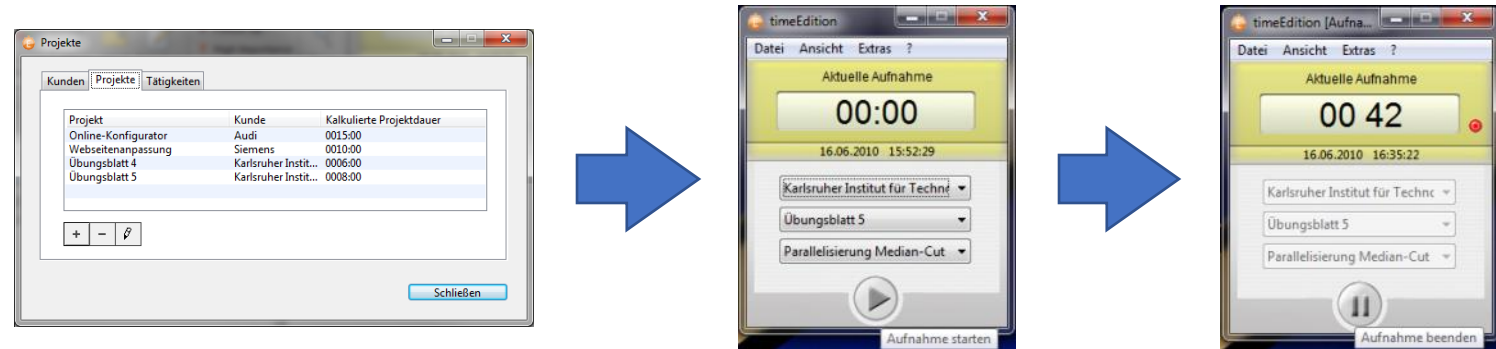 Projekte
Kunden Projekte Tätigkeiten
Projekt Kunde Kalkulierte Projektdauer
Online-Konfigurator Audi 0015:00
Webseitenanpassung Siemens 0010:00
Übungsblatt 4 Karlsruher Instit... 0006:00
Übungsblatt 5 Karlsruher Instit... 0008:00
Schließen
timeEdition
Datei Ansicht Extras ?
Aktuelle Aufnahme
00:00
16.06.2010 15:52:29
Karlsruher Institut für Techn
Übungsblatt 5
Parallelisierung Median-Cut
Aufnahme starten
timeEdition [Aufna...
Datei Ansicht Extras ?
Aktuelle Aufnahme
00 42
16.06.2010 16:35:22
Karlsruher Institut für Technc
Übungsblatt 5
Parallelisierung Median-Cut
Aufnahme beenden